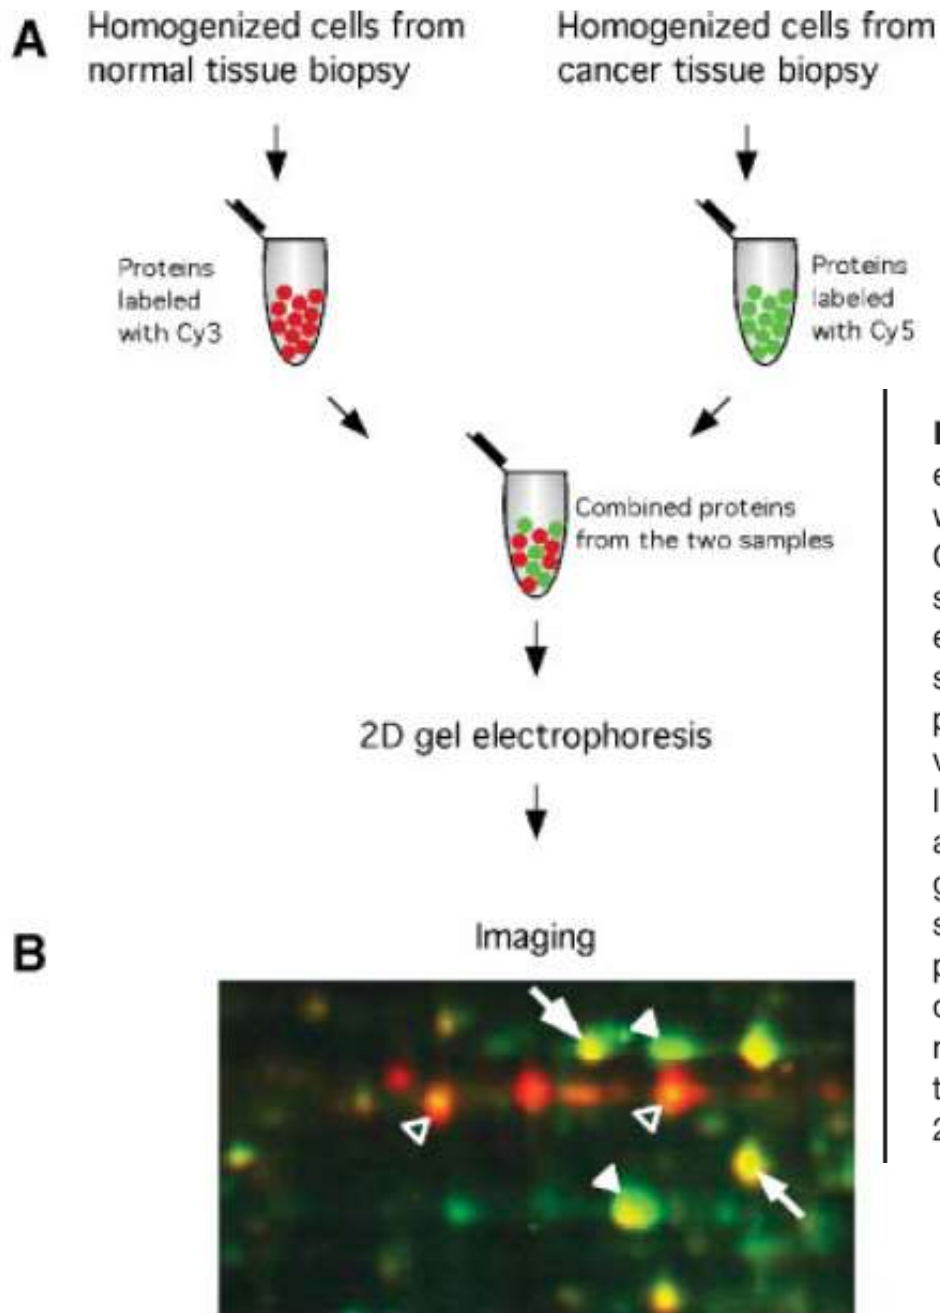 A
Homogenized cells from
normal tissue biopsy
Homogenized cells from
cancer tissue biopsy
Proteins
labeled
with Cy3
Proteins
labeled
with Cy5
Combined proteins
from the two samples
2D gel electrophoresis
B
Imaging